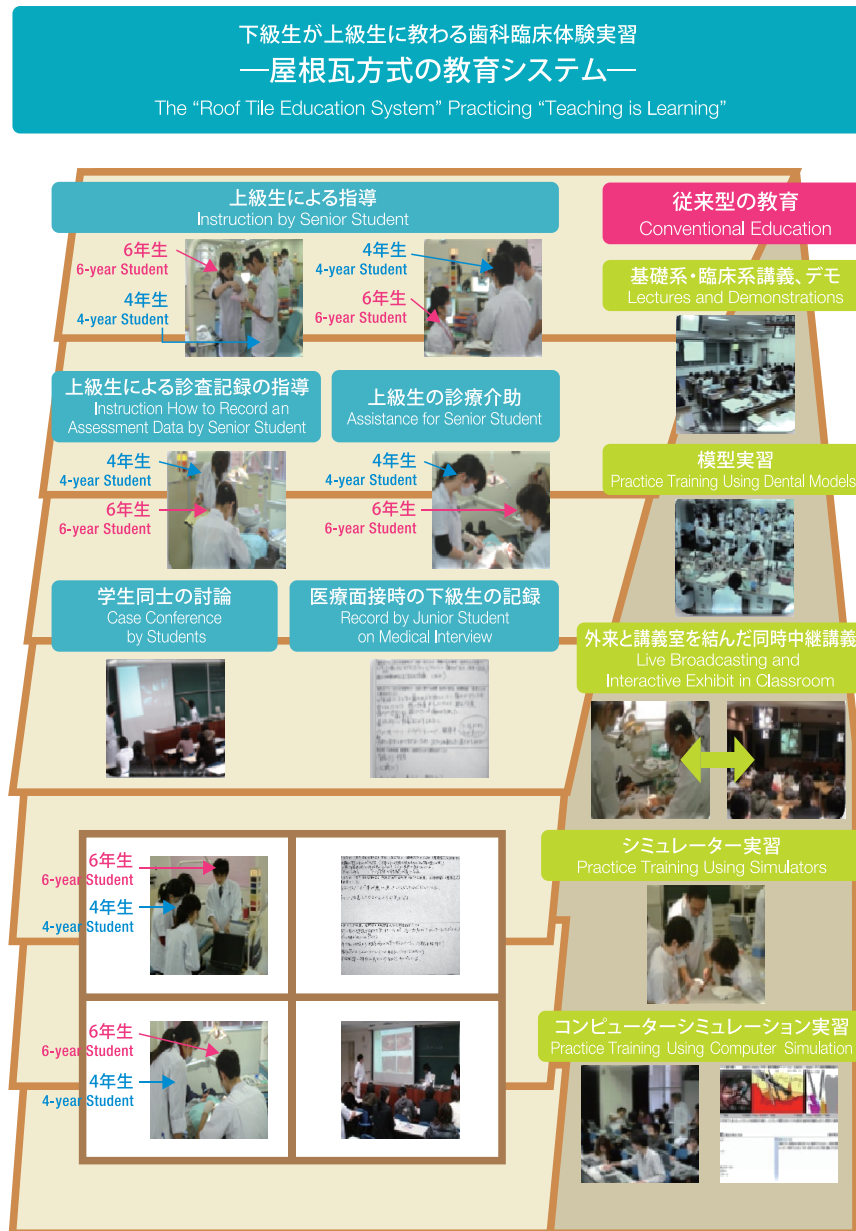 下級生が上級生に教わる歯科臨床体験実習
―屋根瓦方式の教育システム―
The “Roof Tile Education System” Practicing “Teaching is Learning”
上級生による指導
Instruction by Senior Student
6年生
6-year Student
4年生
4-year Student
4年生
4-year Student
6年生
6-year Student
上級生による診査記録の指導
Instruction How to Record an
Assessment Data by Senior Student
上級生の診療介助
Assistance for Senior Student
4年生
4-year Student
6年生
6-year Student
4年生
4-year Student
6年生
6-year Student
学生同士の討論
Case Conference
by Students
医療面接時の下級生の記録
Record by Junior Student
on Medical Interview
6年生
6-year Student
4年生
4-year Student
6年生
6-year Student
4年生
4-year Student
従来型の教育
Conventional Education
基礎系・臨床系講義、デモ
Lectures and Demonstrations
模型実習
Practice Training Using Dental Models
外来と講義室を結んだ同時中継講義
Live Broadcasting and
Interactive Exhibit in Classroom
シミュレーター実習
Practice Training Using Simulators
コンピューターシミュレーション実習
Practice Training Using Computer Simulation